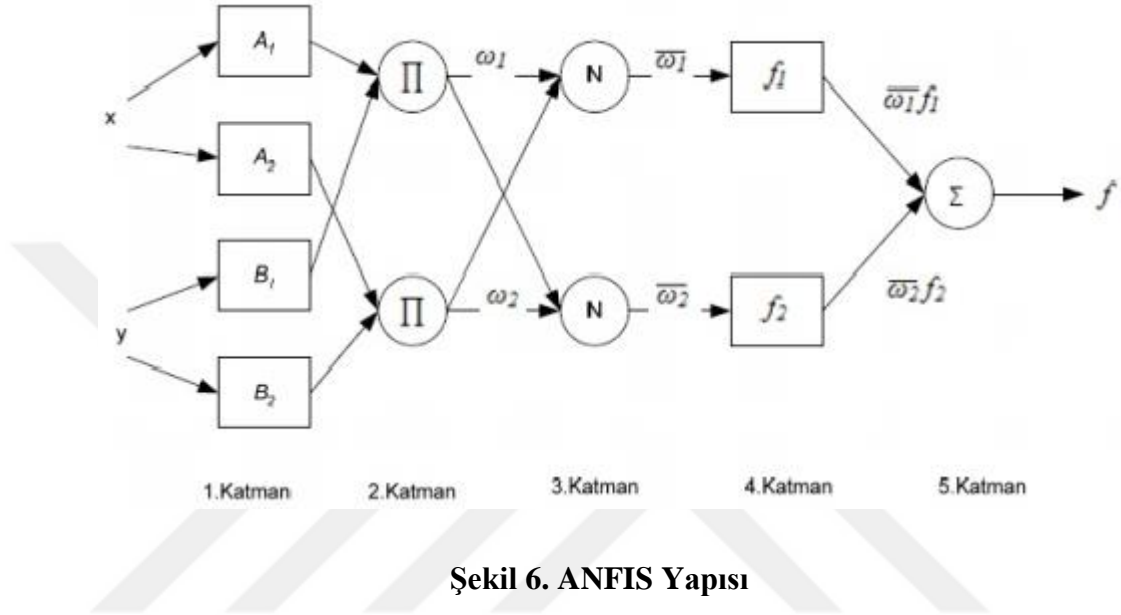 A₁
∏ ω₁ N ω̅₁ f₁
ω̅₁f₁
x
A₂
Σ f
B₁
ω̅₂f₂
∏ ω₂ N ω̅₂ f₂
y
B₂
1.Katman 2.Katman 3.Katman 4.Katman 5.Katman
Şekil 6. ANFIS Yapısı